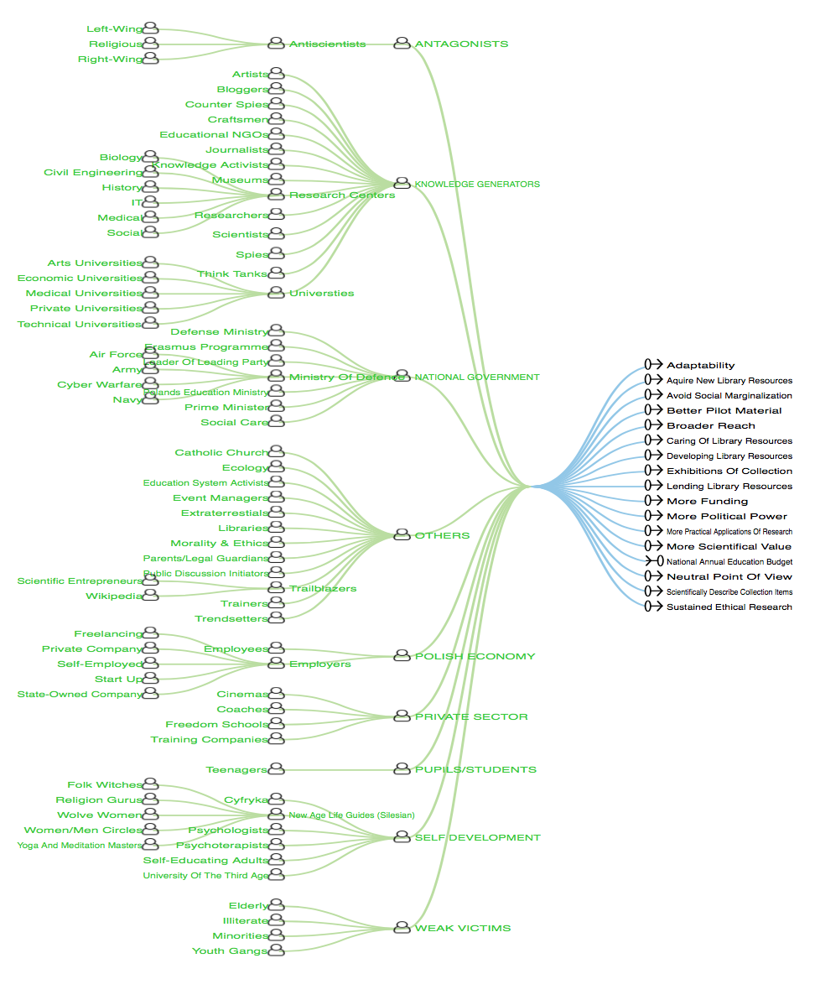 Left-Wing
Religious
Right-Wing
Antiscientists
ANTAGONISTS
Artists
Bloggers
Counter Spies
Craftsmen
Educational NGOs
Journalists
Knowledge Activists
Museums
Biology
Civil Engineering
History
IT
Medical
Social
Research Centers
Researchers
Scientists
Spies
Think Tanks
Arts Universities
Economic Universities
Medical Universities
Private Universities
Technical Universities
Universties
KNOWLEDGE GENERATORS
Defense Ministry
Erasmus Programme
Leader Of Leading Party
Air Force
Army
Cyber Warfare
Navy
Ministry Of Defence
Polands Education Ministry
Prime Minister
Social Care
NATIONAL GOVERNMENT
Catholic Church
Ecology
Education System Activists
Event Managers
Extraterrestials
Libraries
Morality & Ethics
Parents/Legal Guardians
Public Discussion Initiators
Scientific Entrepreneurs
Wikipedia
Trailblazers
Trainers
Trendsetters
OTHERS
Employees
Freelancing
Private Company
Self-Employed
Start Up
State-Owned Company
Employers
POLISH ECONOMY
Cinemas
Coaches
Freedom Schools
Training Companies
PRIVATE SECTOR
Teenagers
PUPILS/STUDENTS
Cyfryka
Folk Witches
Religion Gurus
Wolve Women
Women/Men Circles
Yoga And Meditation Masters
New Age Life Guides (Silesian)
Psychologists
Psychoterapists
Self-Educating Adults
University Of The Third Age
SELF DEVELOPMENT
Elderly
Illiterate
Minorities
Youth Gangs
WEAK VICTIMS
Adaptability
Aquire New Library Resources
Avoid Social Marginalization
Better Pilot Material
Broader Reach
Caring Of Library Resources
Developing Library Resources
Exhibitions Of Collection
Lending Library Resources
More Funding
More Political Power
More Practical Applications Of Research
More Scientifical Value
National Annual Education Budget
Neutral Point Of View
Scientifically Describe Collection Items
Sustained Ethical Research